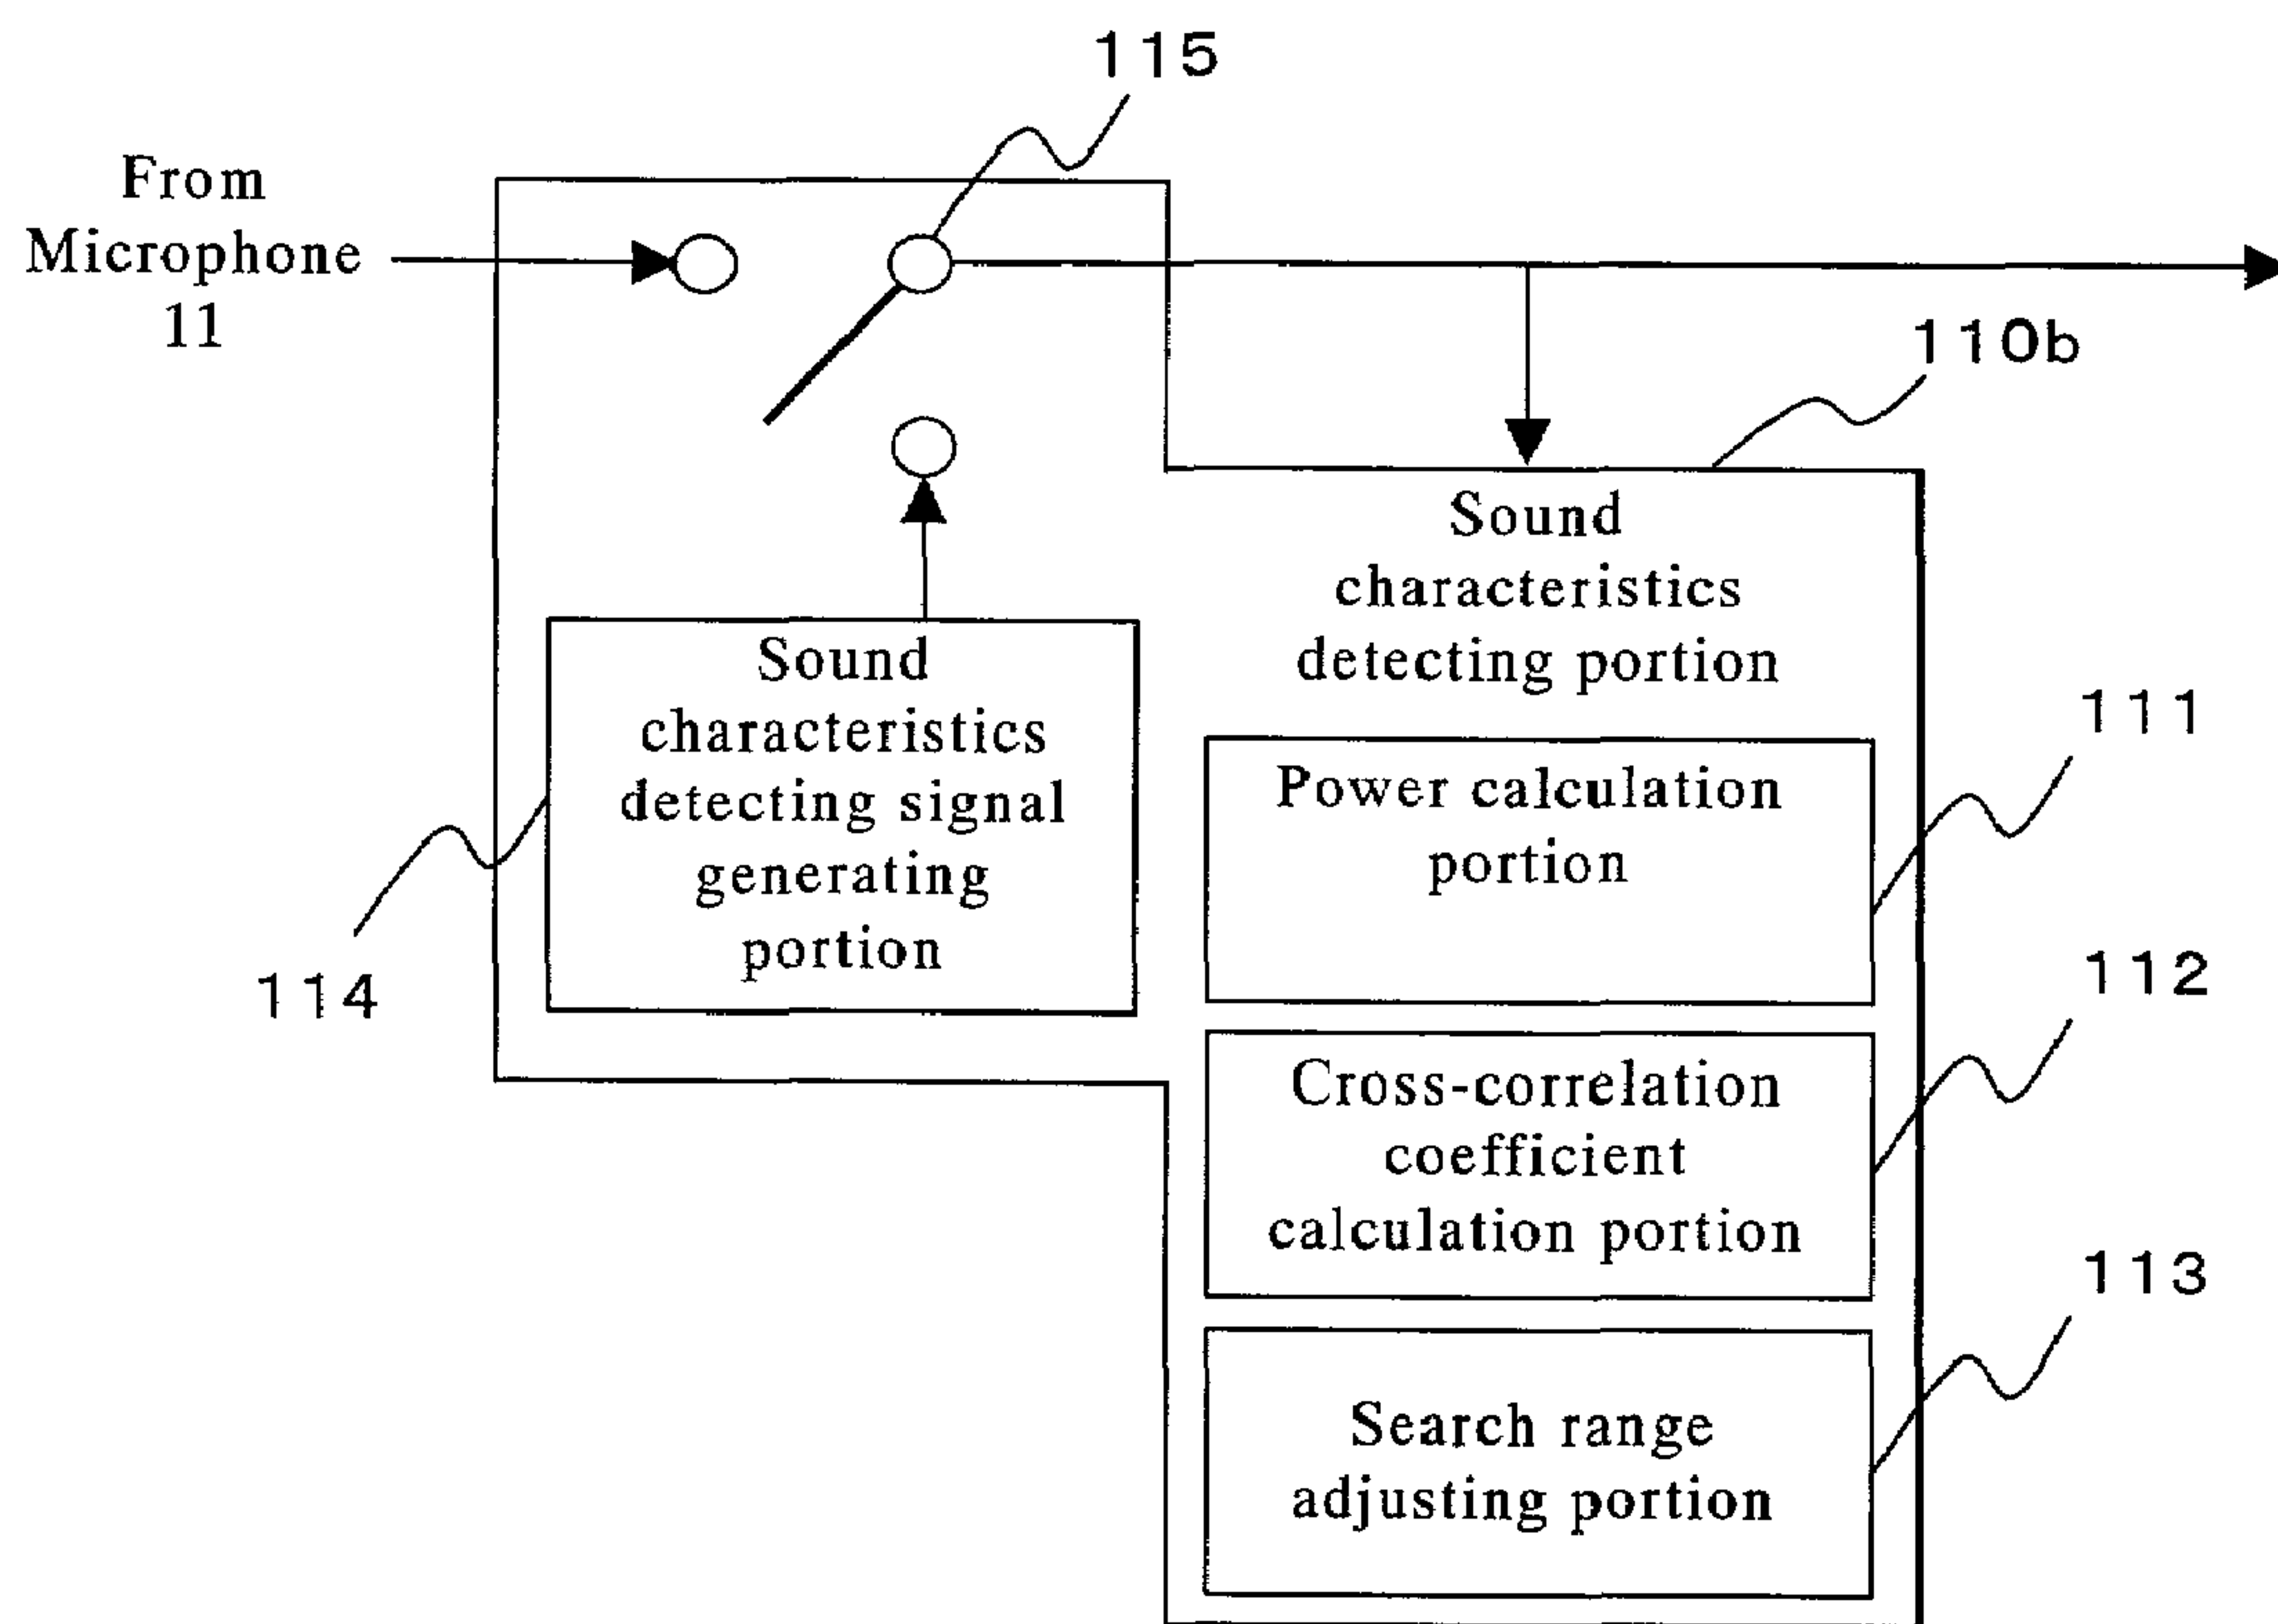 115
From
Microphone
11
110b
Sound
characteristics
detecting portion
Sound
characteristics
detecting signal
generating
portion
114
111
Power calculation
portion
112
Cross-correlation
coefficient
calculation portion
113
Search range
adjusting portion